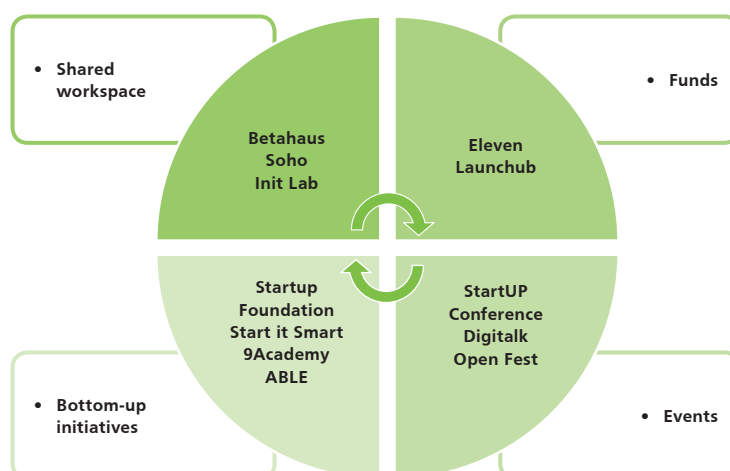 • Shared
workspace
• Funds
Betahaus
Soho
Init Lab
Eleven
Launchub
Startup
Foundation
Start it Smart
9Academy
ABLE
StartUP
Conference
Digitalk
Open Fest
• Bottom-up
initiatives
• Events